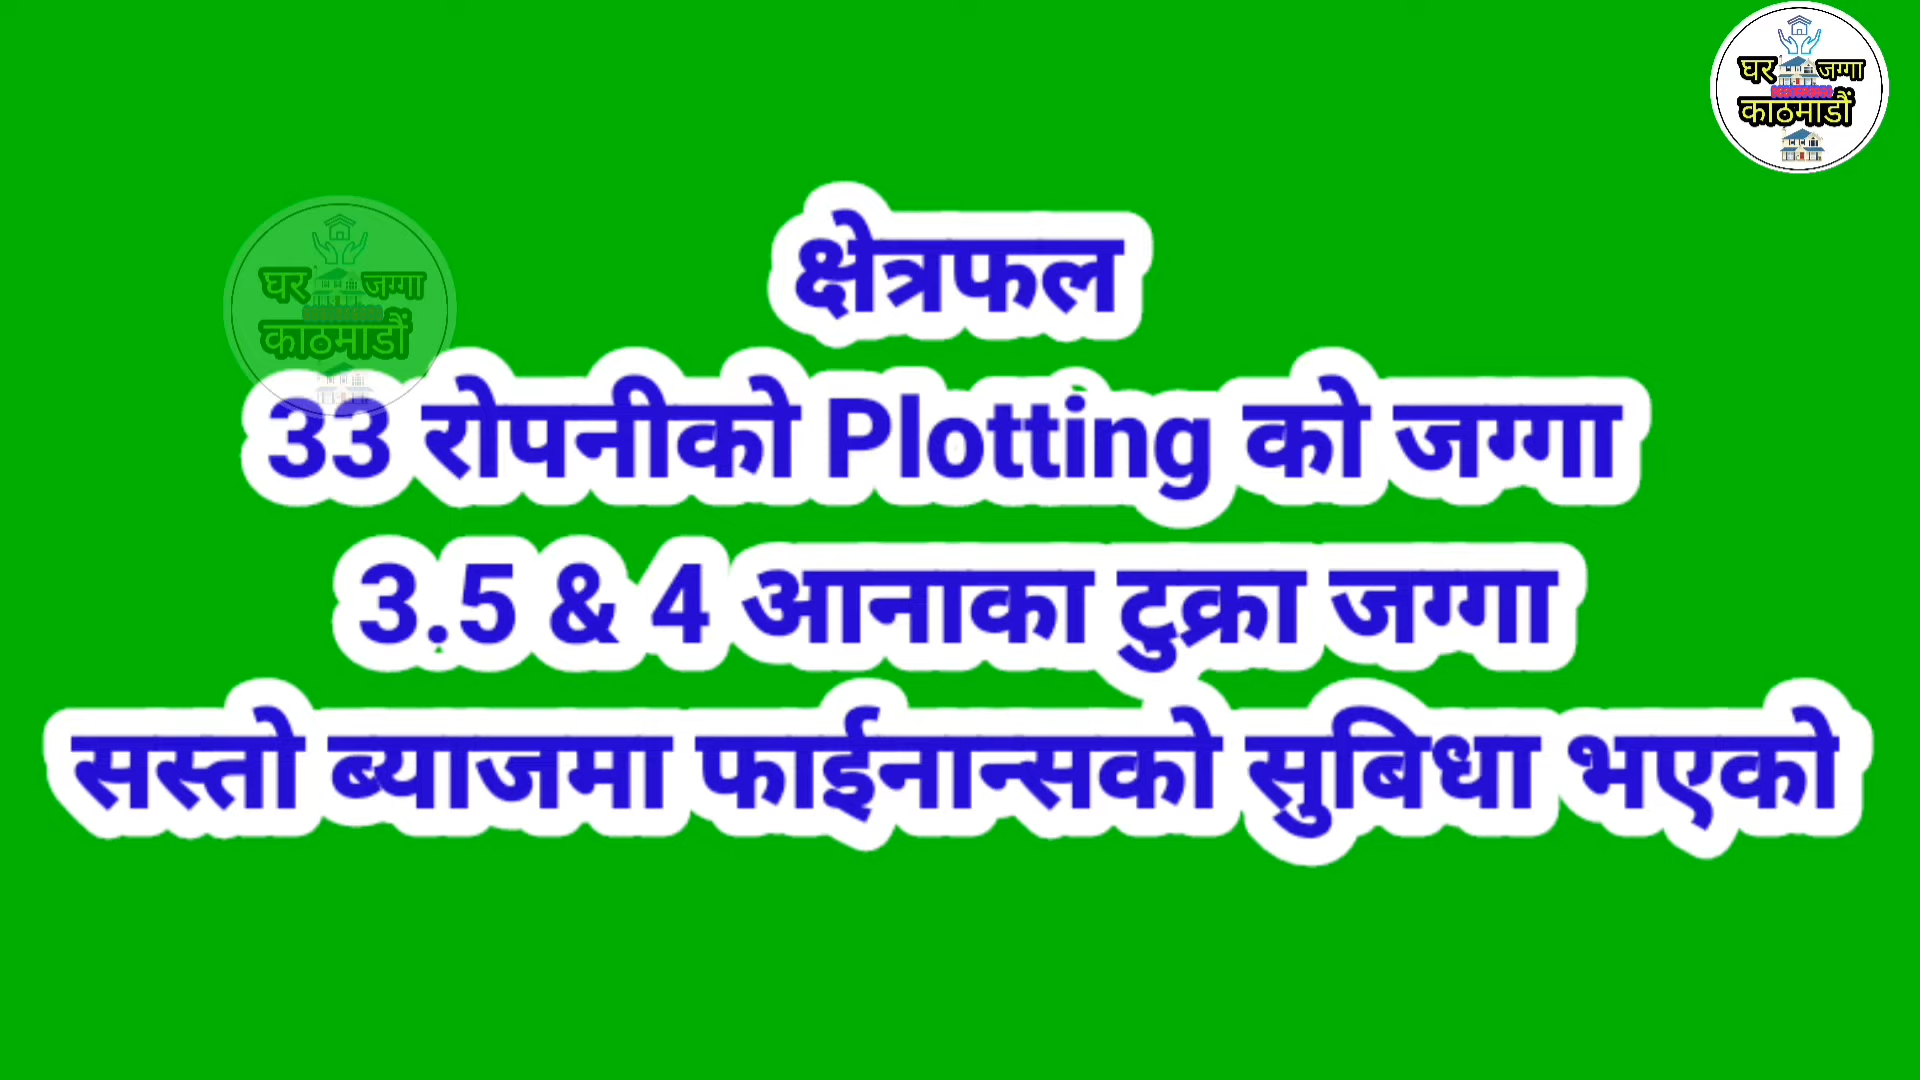 घर जग्गा
काठमाडौं
घर जग्गा
काठमाडौं
क्षेत्रफल
33 रोपनीको Plotting को जग्गा
3.5 & 4 आनाका टुक्रा जग्गा
सस्तो ब्याजमा फाईनान्सको सुबिधा भएको